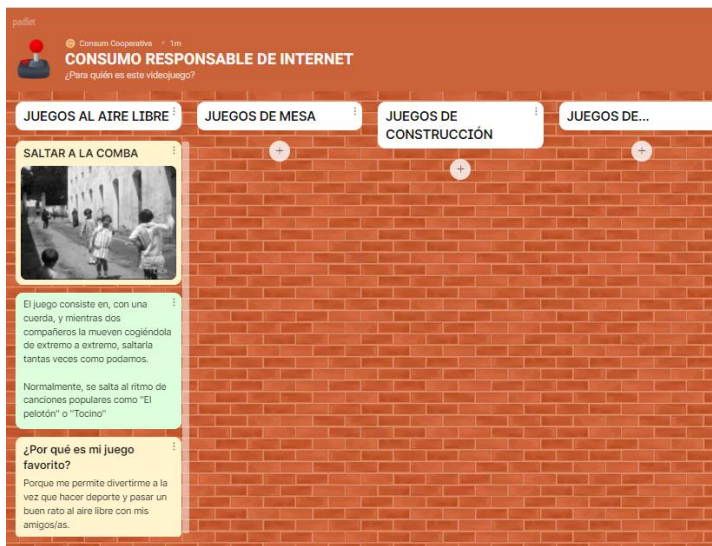 padlet
Consum Cooperativa • 1m
CONSUMO RESPONSABLE DE INTERNET
¿Para quién es este videojuego?
JUEGOS AL AIRE LIBRE
SALTAR A LA COMBA
El juego consiste en, con una
cuerda, y mientras dos
compañeros la mueven cogiéndola
de extremo a extremo, saltarla
tantas veces como podamos.
Normalmente, se salta al ritmo de
canciones populares como "El
pelotón" o "Tocino"
¿Por qué es mi juego
favorito?
Porque me permite divertirme a la
vez que hacer deporte y pasar un
buen rato al aire libre con mis
amigos/as.
JUEGOS DE MESA
JUEGOS DE
CONSTRUCCIÓN
JUEGOS DE...